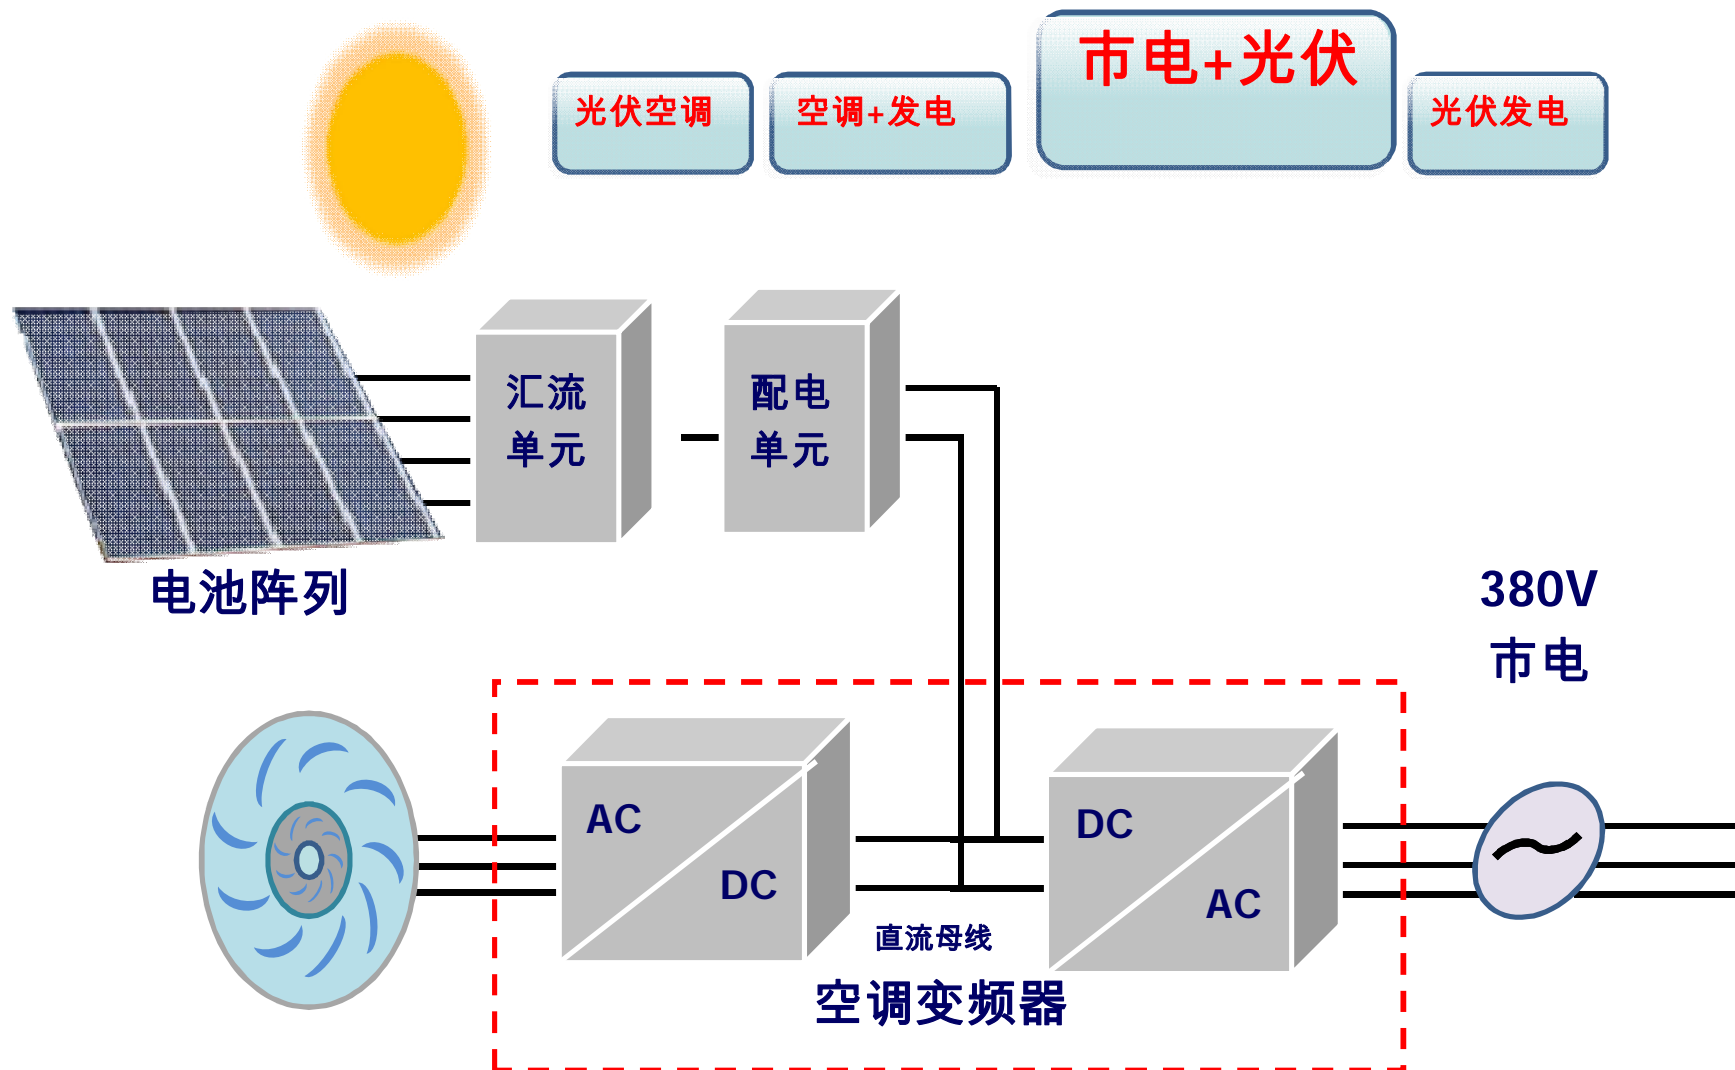 光伏空调
空调+发电
市电+光伏
光伏发电
汇流
单元
配电
单元
电池阵列
380V
市电
AC
DC
DC
AC
直流母线
空调变频器